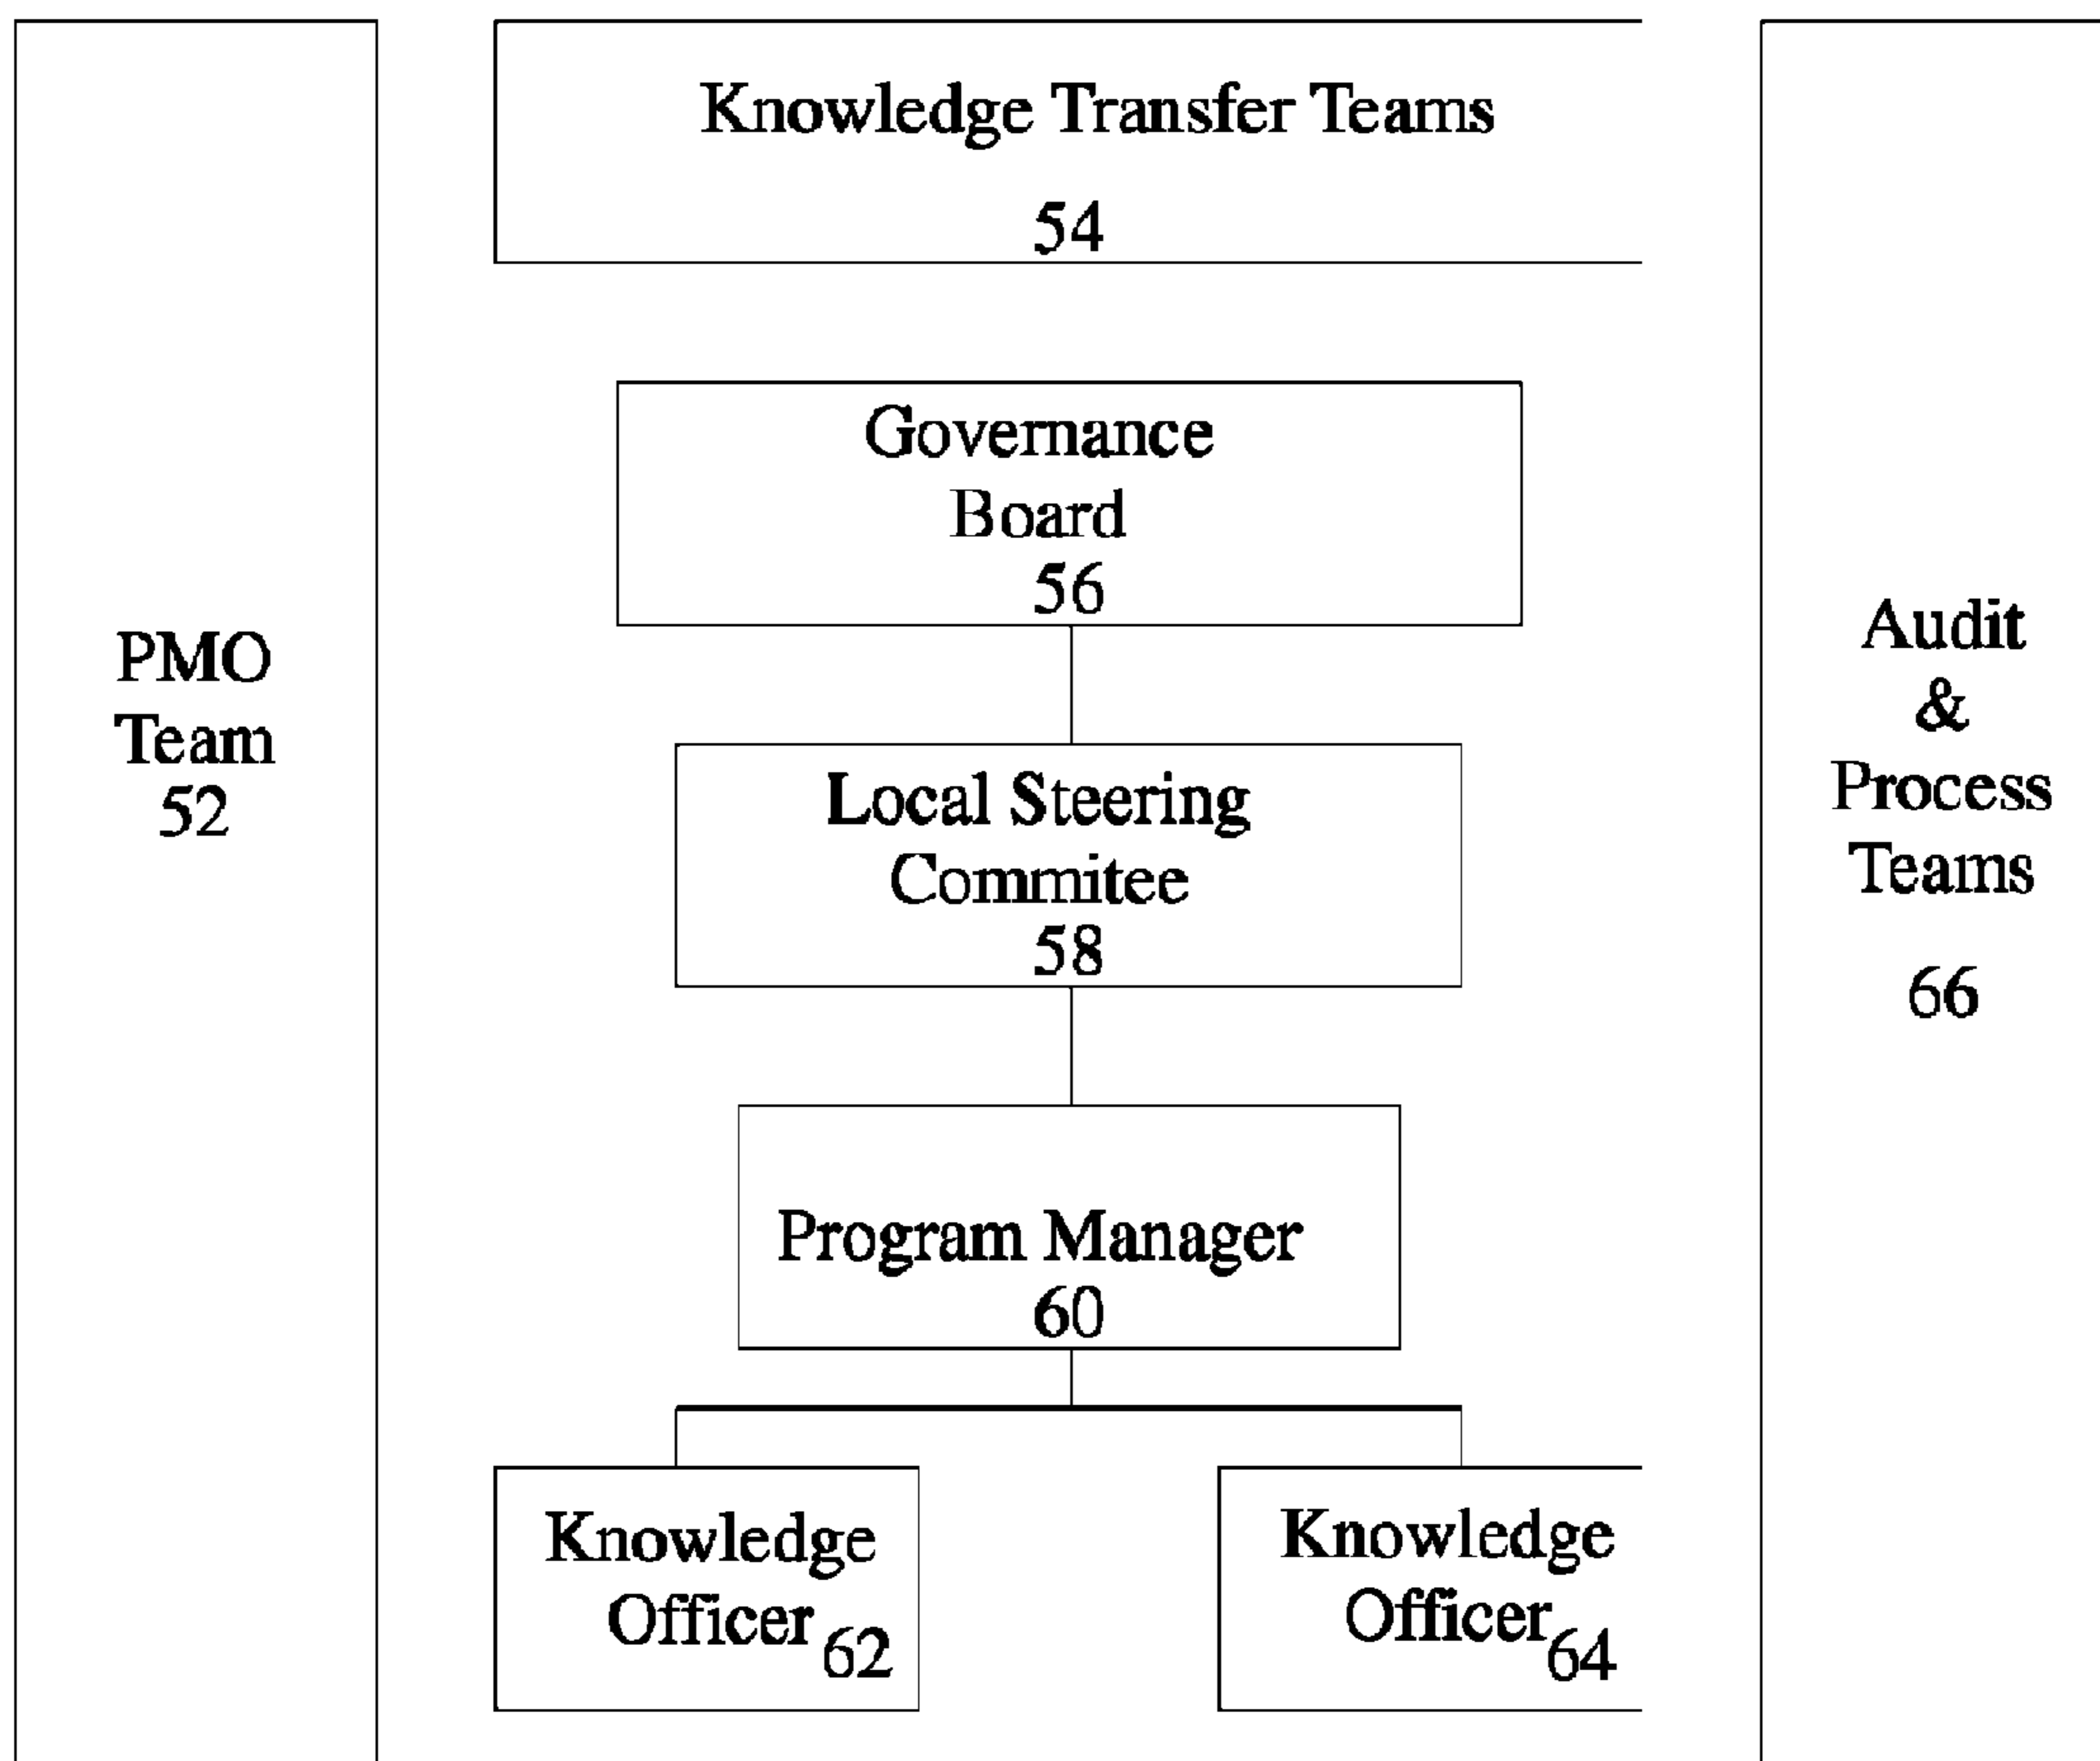 PMO
Team
52
Knowledge Transfer Teams
54
Governance
Board
56
Local Steering
Commitee
58
Program Manager
60
Knowledge
Officer 62
Knowledge
Officer 64
Audit
&
Process
Teams
66